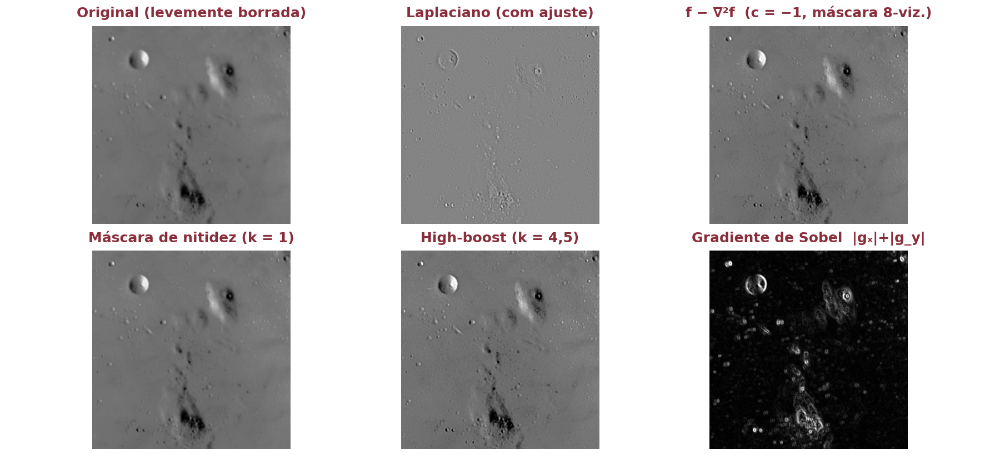 Original (levemente borrada)
Laplaciano (com ajuste)
f − ∇²f (c = −1, máscara 8-viz.)
Máscara de nitidez (k = 1)
High-boost (k = 4,5)
Gradiente de Sobel |gₓ|+|g_y|